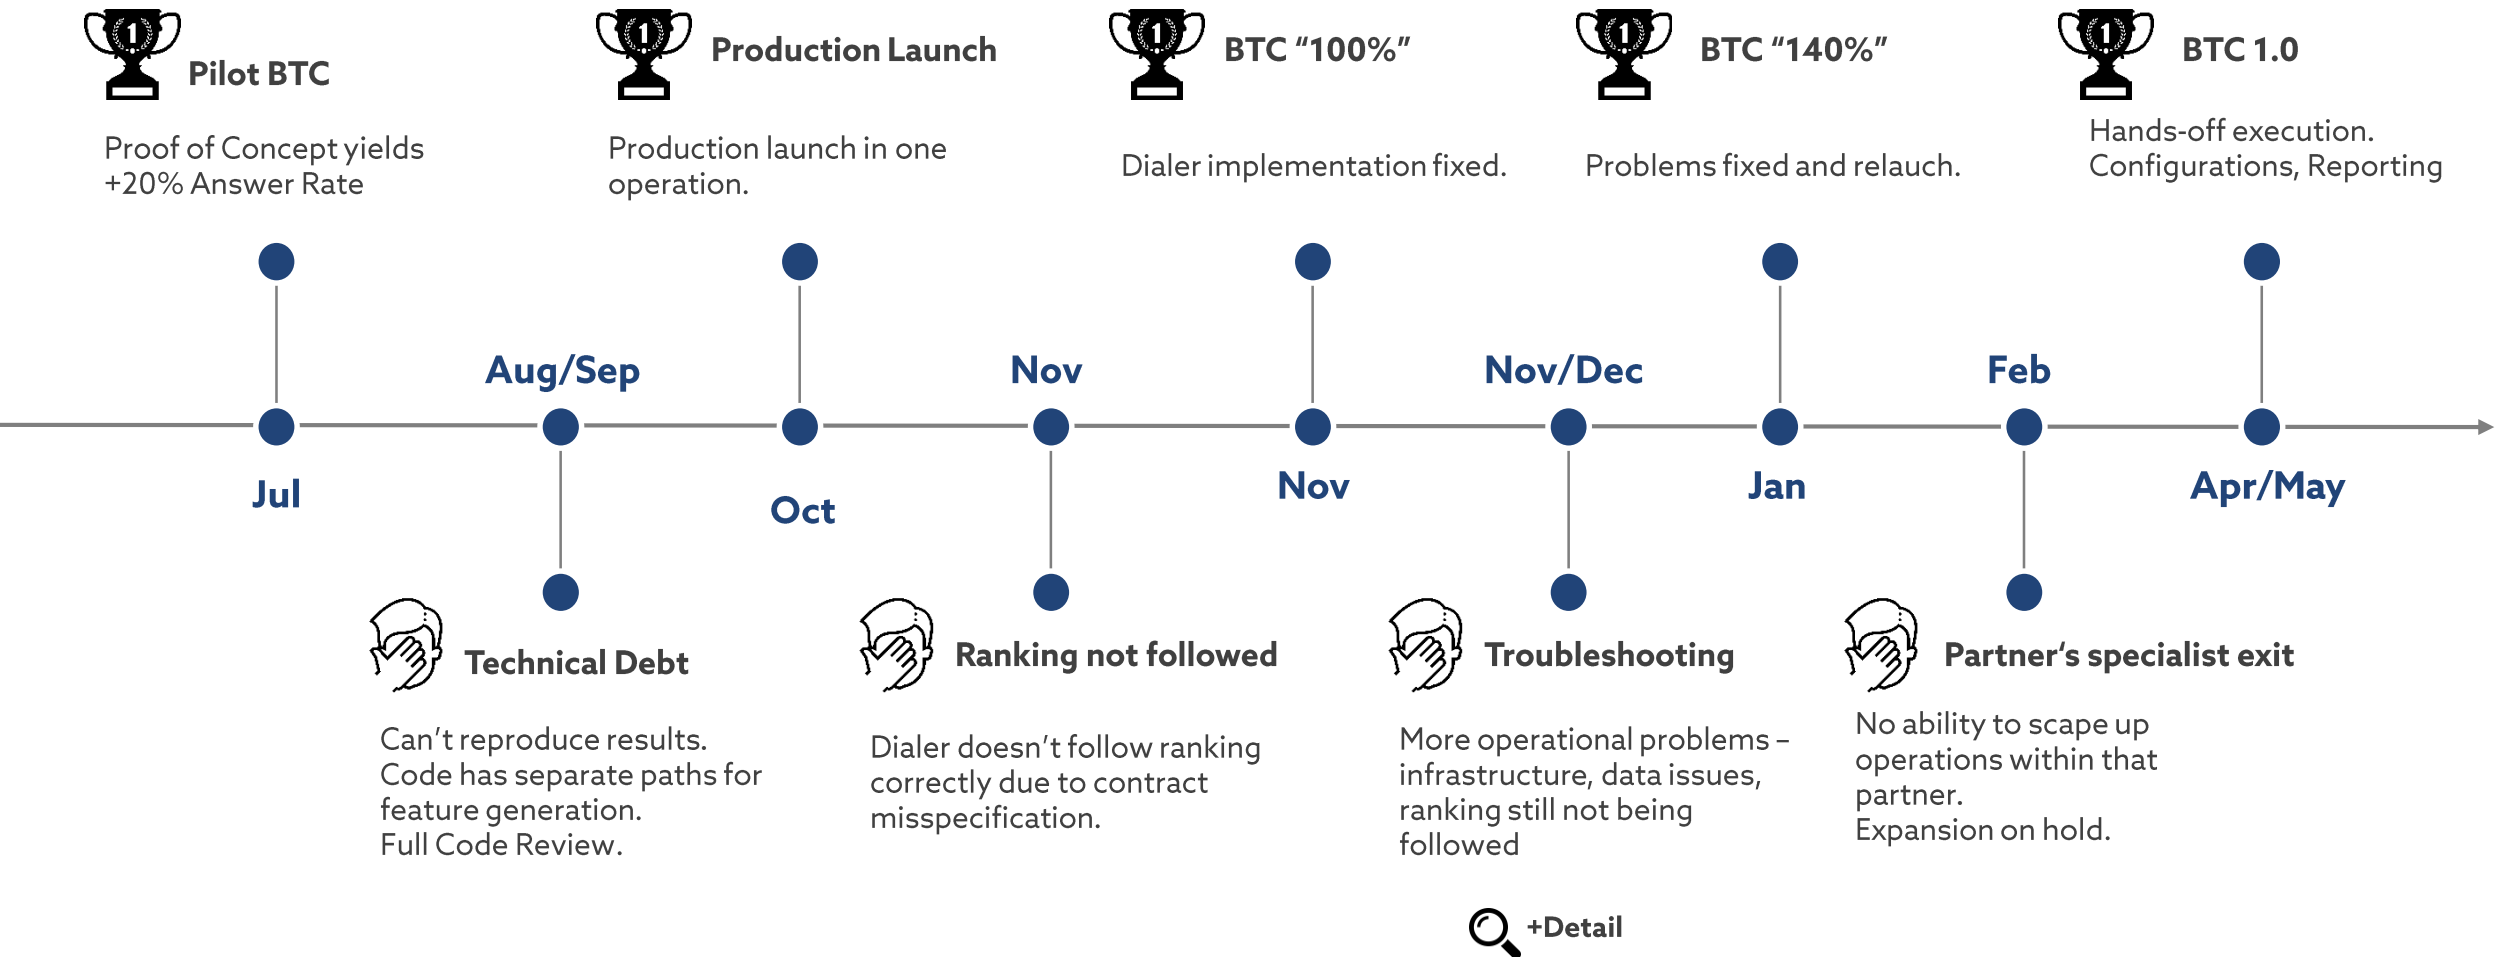 Pilot BTC
Proof of Concept yields
+20% Answer Rate
Production Launch
Production launch in one
operation.
BTC “100%”
Dialer implementation fixed.
BTC “140%”
Problems fixed and relauch.
BTC 1.0
Hands-off execution.
Configurations, Reporting
Jul
Aug/Sep
Oct
Nov
Nov
Nov/Dec
Jan
Feb
Apr/May
Technical Debt
Can’t reproduce results.
Code has separate paths for
feature generation.
Full Code Review.
Ranking not followed
Dialer doesn’t follow ranking
correctly due to contract
misspecification.
Troubleshooting
More operational problems –
infrastructure, data issues,
ranking still not being
followed
+Detail
Partner‘s specialist exit
No ability to scape up
operations within that
partner.
Expansion on hold.
1
1
1
1
1